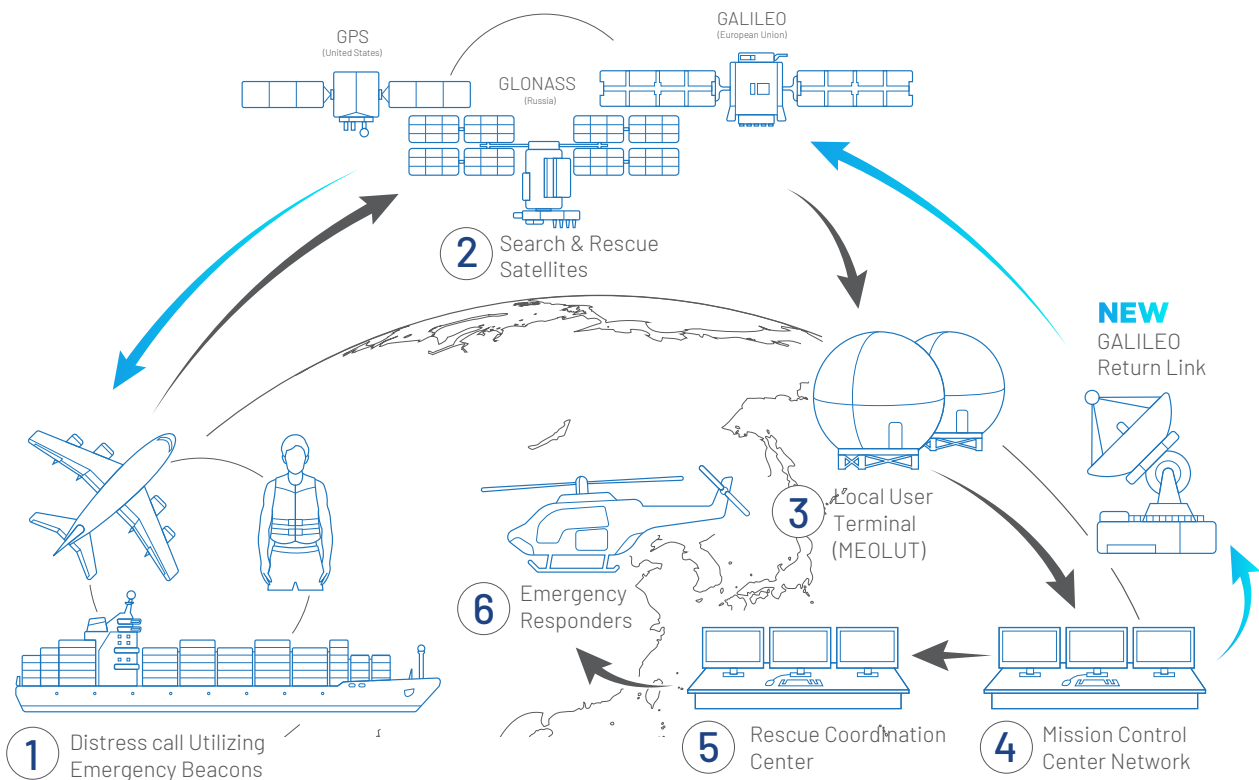 GPS
(United States)
GLONASS
(Russia)
GALILEO
(European Union)
2
Search & Rescue
Satellites
NEW
GALILEO
Return Link
3
Local User
Terminal
(MEOLUT)
6
Emergency
Responders
1
Distress call Utilizing
Emergency Beacons
5
Rescue Coordination
Center
4
Mission Control
Center Network